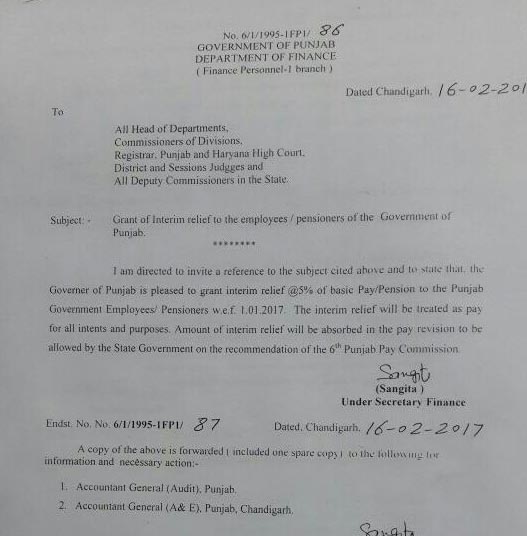 No. 6/1/1995-1FP1/ 86
GOVERNMENT OF PUNJAB
DEPARTMENT OF FINANCE
( Finance Personnel-1 branch )
Dated Chandigarh, 16-02-201
To
All Head of Departments,
Commissioners of Divisions,
Registrar, Punjab and Haryana High Court,
District and Sessions Judgges and
All Deputy Commissioners in the State.
Subject: - Grant of Interim relief to the employees / pensioners of the Government of
Punjab.
********
I am directed to invite a reference to the subject cited above and to state that, the
Governer of Punjab is pleased to grant interim relief @5% of basic Pay/Pension to the Punjab
Government Employees/ Pensioners w.e.f. 1.01.2017. The interim relief will be treated as pay
for all intents and purposes. Amount of interim relief will be absorbed in the pay revision to be
allowed by the State Government on the recommendation of the 6th Punjab Pay Commission.
Sangit
(Sangita )
Under Secretary Finance
Endst. No. No. 6/1/1995-1FP1/ 87 Dated, Chandigarh, 16-02-2017
A copy of the above is forwarded ( included one spare copy) to the following for
information and necessary action:-
1. Accountant General (Audit), Punjab.
2. Accountant General (A& E), Punjab, Chandigarh.
Sangita